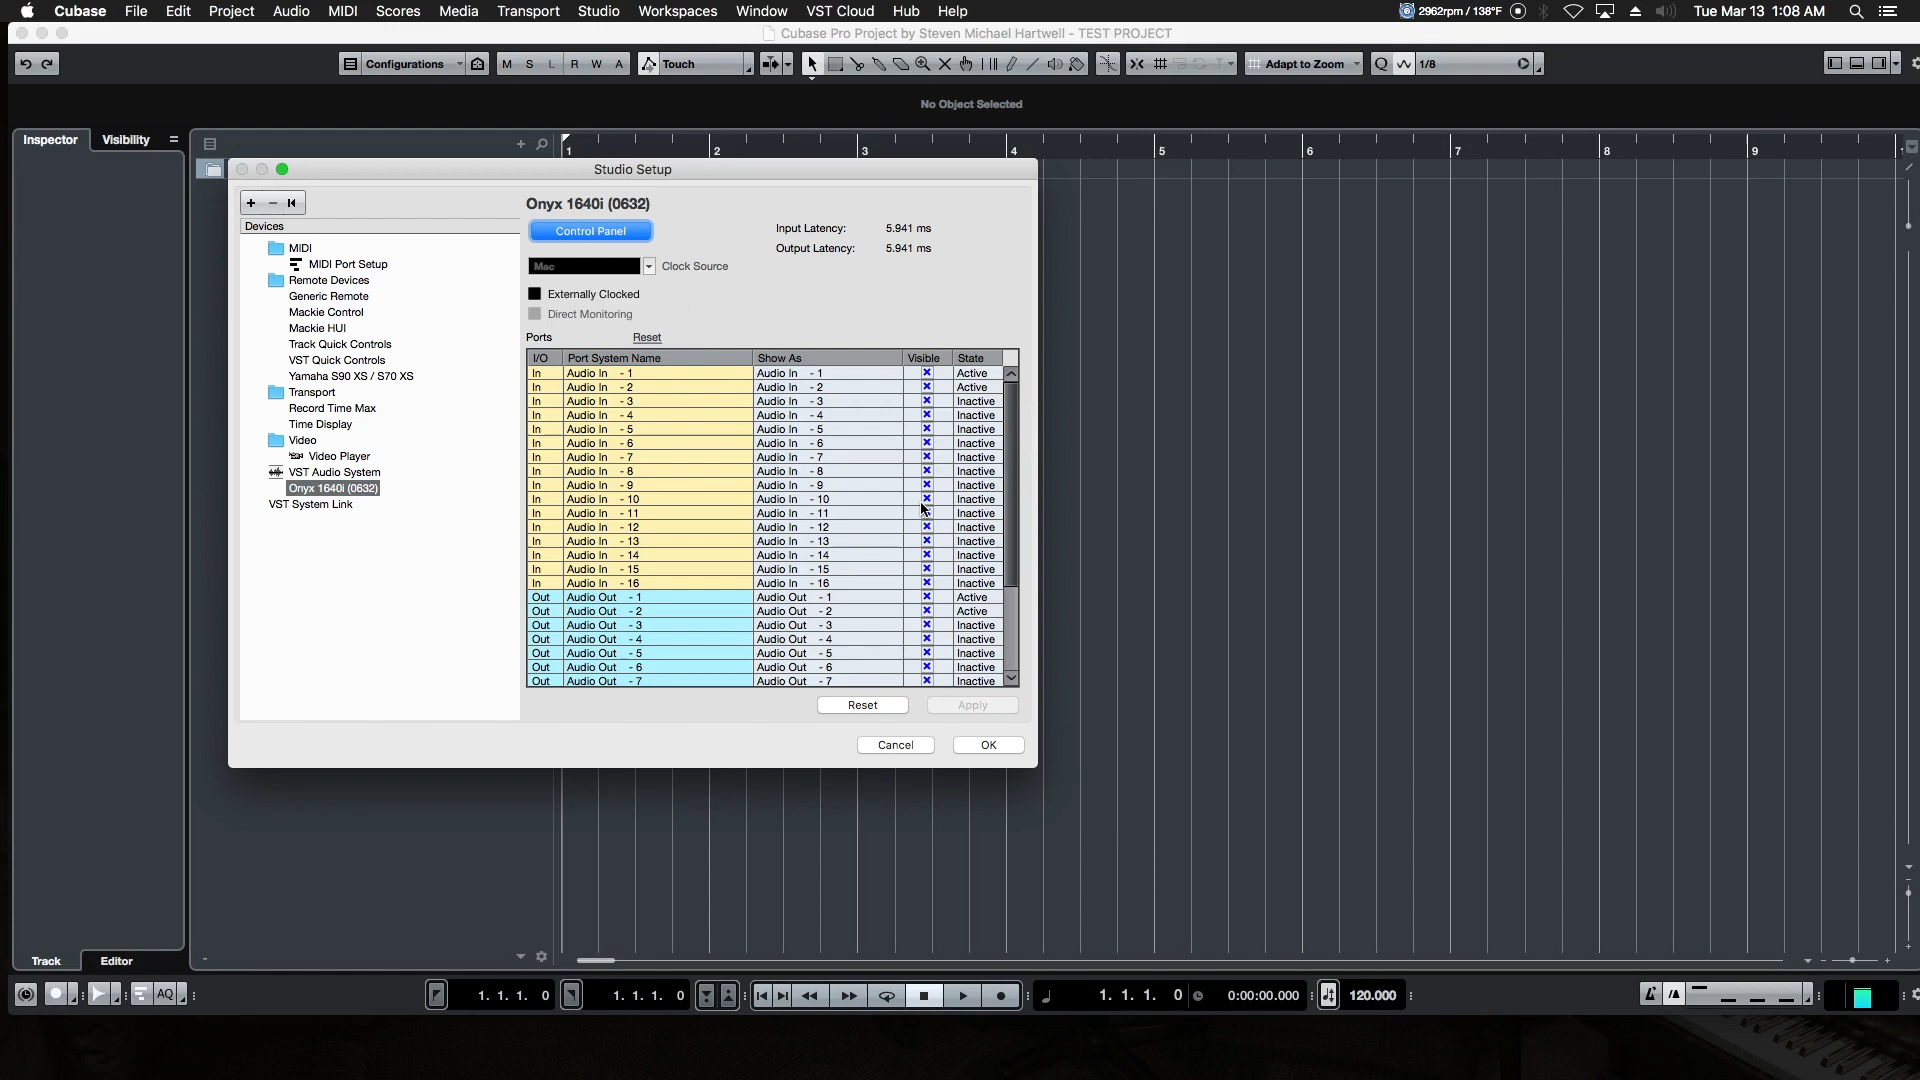 Cubase File Edit Project Audio MIDI Scores Media Transport Studio Workspaces Window VST Cloud Hub Help 2962rpm / 138°F Tue Mar 13 1:08 AM
Cubase Pro Project by Steven Michael Hartwell - TEST PROJECT
Configurations M S L R W A Touch Adapt to Zoom Q 1/8
No Object Selected
Inspector Visibility
1 2 3 4 5 6 7 8 9
Studio Setup
+ -
Devices
MIDI
MIDI Port Setup
Remote Devices
Generic Remote
Mackie Control
Mackie HUI
Track Quick Controls
VST Quick Controls
Yamaha S90 XS / S70 XS
Transport
Record Time Max
Time Display
Video
Video Player
VST Audio System
Onyx 1640i (0632)
VST System Link
Onyx 1640i (0632)
Control Panel
Input Latency: 5.941 ms
Output Latency: 5.941 ms
Mac Clock Source
Externally Clocked
Direct Monitoring
Ports Reset
I/O Port System Name Show As Visible State
In Audio In - 1 Audio In - 1 Active
In Audio In - 2 Audio In - 2 Active
In Audio In - 3 Audio In - 3 Inactive
In Audio In - 4 Audio In - 4 Inactive
In Audio In - 5 Audio In - 5 Inactive
In Audio In - 6 Audio In - 6 Inactive
In Audio In - 7 Audio In - 7 Inactive
In Audio In - 8 Audio In - 8 Inactive
In Audio In - 9 Audio In - 9 Inactive
In Audio In - 10 Audio In - 10 Inactive
In Audio In - 11 Audio In - 11 Inactive
In Audio In - 12 Audio In - 12 Inactive
In Audio In - 13 Audio In - 13 Inactive
In Audio In - 14 Audio In - 14 Inactive
In Audio In - 15 Audio In - 15 Inactive
In Audio In - 16 Audio In - 16 Inactive
Out Audio Out - 1 Audio Out - 1 Active
Out Audio Out - 2 Audio Out - 2 Active
Out Audio Out - 3 Audio Out - 3 Inactive
Out Audio Out - 4 Audio Out - 4 Inactive
Out Audio Out - 5 Audio Out - 5 Inactive
Out Audio Out - 6 Audio Out - 6 Inactive
Out Audio Out - 7 Audio Out - 7 Inactive
Reset Apply
Cancel OK
Track Editor
AQ 1. 1. 1. 0 1. 1. 1. 0 1. 1. 1. 0 0:00:00.000 120.000